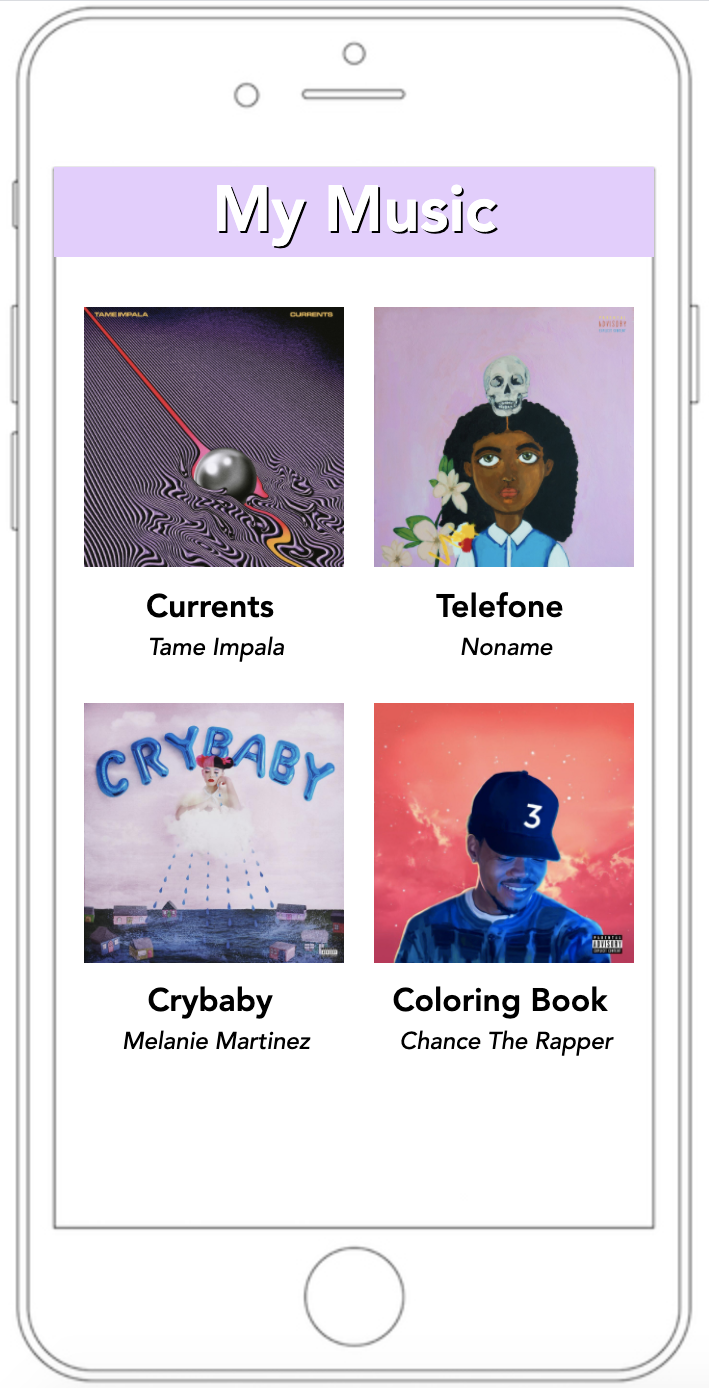 My Music
TAME IMPALA
CURRENTS
ADVISORY
Currents
Telefone
Tame Impala
Noname
CRYBABY
3
PARENTAL
ADVISORY
EXPLICIT CONTENT
Crybaby
Coloring Book
Melanie Martinez
Chance The Rapper